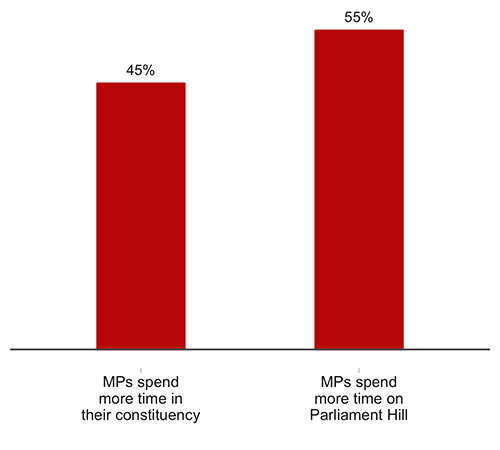 55%
45%
MPs spend
more time in
their constituency
MPs spend
more time on
Parliament Hill